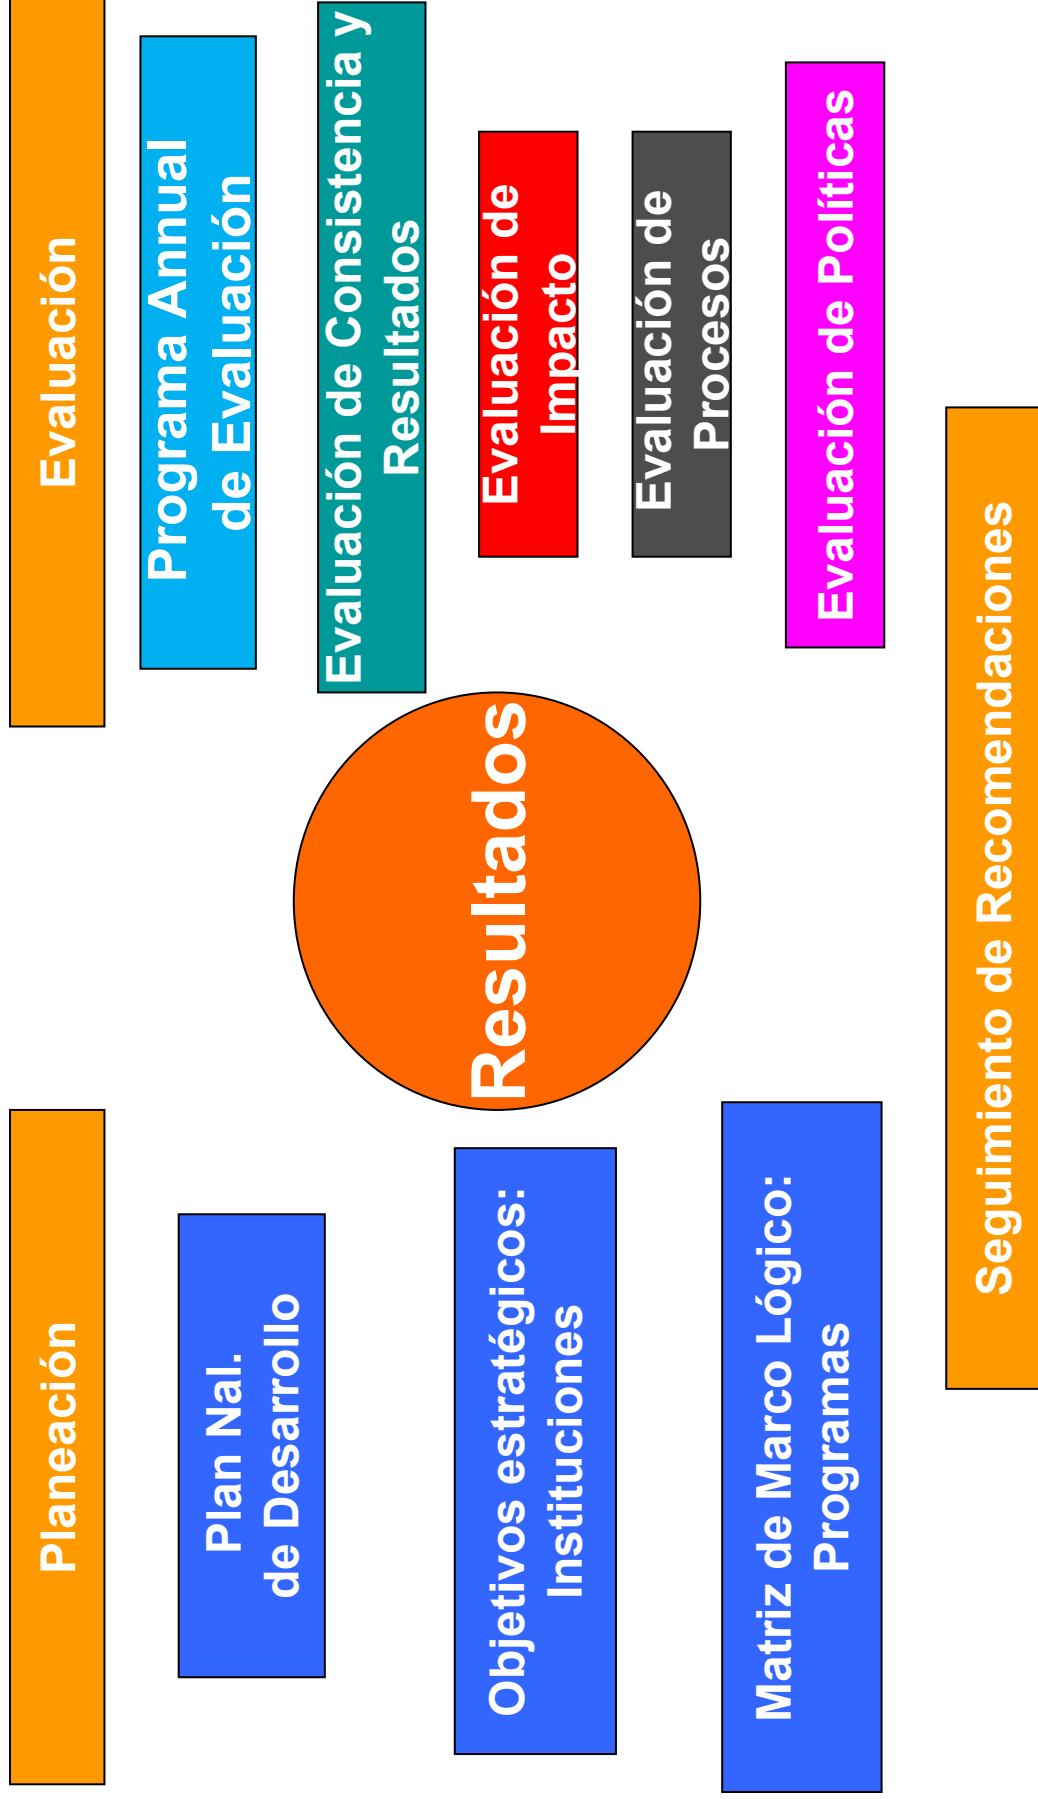 Planeación
Plan Nal.
de Desarrollo
Objetivos estratégicos:
Instituciones
Matriz de Marco Lógico:
Programas
Resultados
Evaluación
Programa Annual
de Evaluación
Evaluación de Consistencia y
Resultados
Evaluación de
Impacto
Evaluación de
Procesos
Evaluación de Políticas
Seguimiento de Recomendaciones